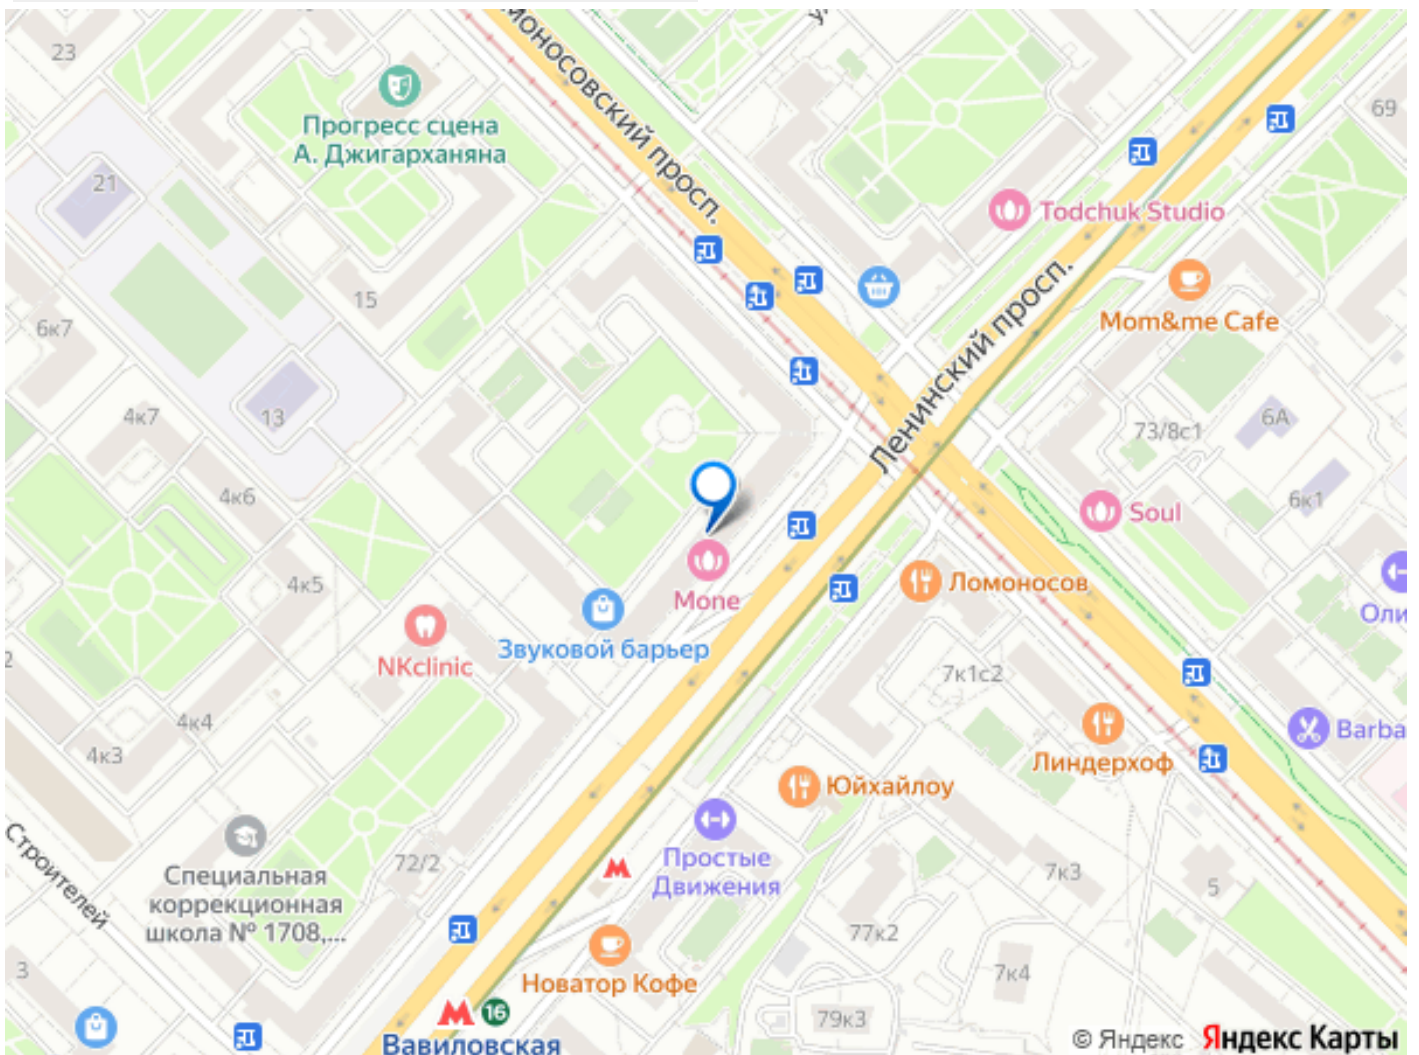 23
Прогресс сцена
А. Джигарханяна
моносовский просп.
69
21
Todchuk Studio
15
6к7
Ленинский просп.
Mom&me Cafe
4к7
13
73/8с1
6А
4к6
6к1
Soul
4к5
Mone
Ломоносов
Оли
NKclinic
Звуковой барьер
7к1с2
2
4к4
4к3
Линдерхоф
Barba
Юйхайлоу
Строителей
72/2
Простые
Движения
7к3
5
Специальная
коррекционная
школа № 1708,...
77к2
3
Новатор Кофе
7к4
16
79к3
Вавиловская
© Яндекс Яндекс Карты